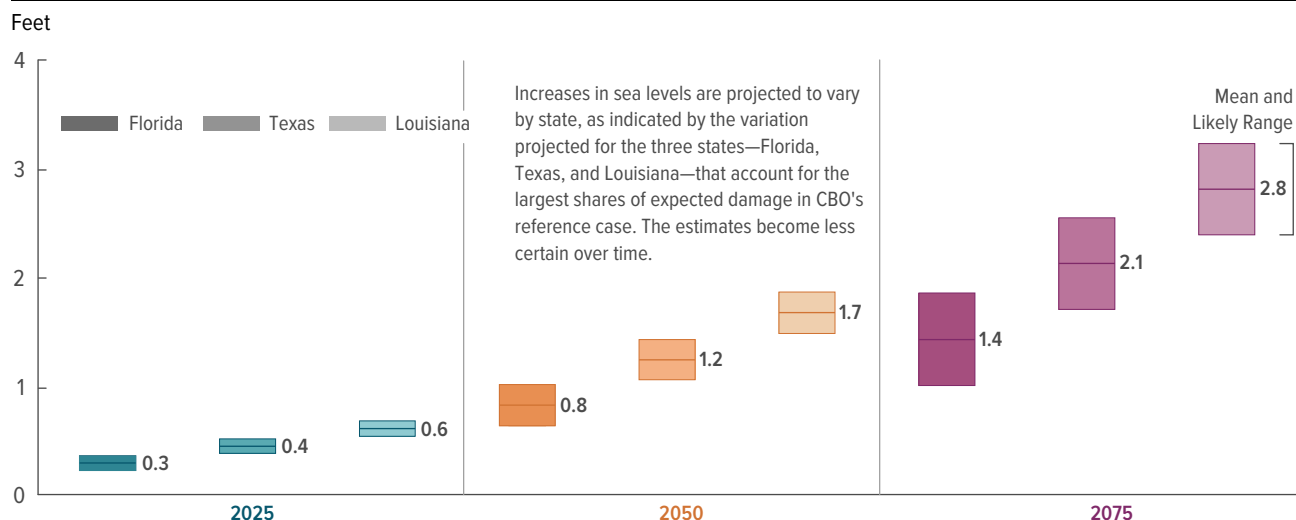 Feet
4
3
2
1
0
Florida
Texas
Louisiana
0.3
0.4
0.6
2025
Increases in sea levels are projected to vary
by state, as indicated by the variation
projected for the three states—Florida,
Texas, and Louisiana—that account for the
largest shares of expected damage in CBO's
reference case. The estimates become less
certain over time.
0.8
1.2
1.7
2050
Mean and
Likely Range
1.4
2.1
2.8
2075